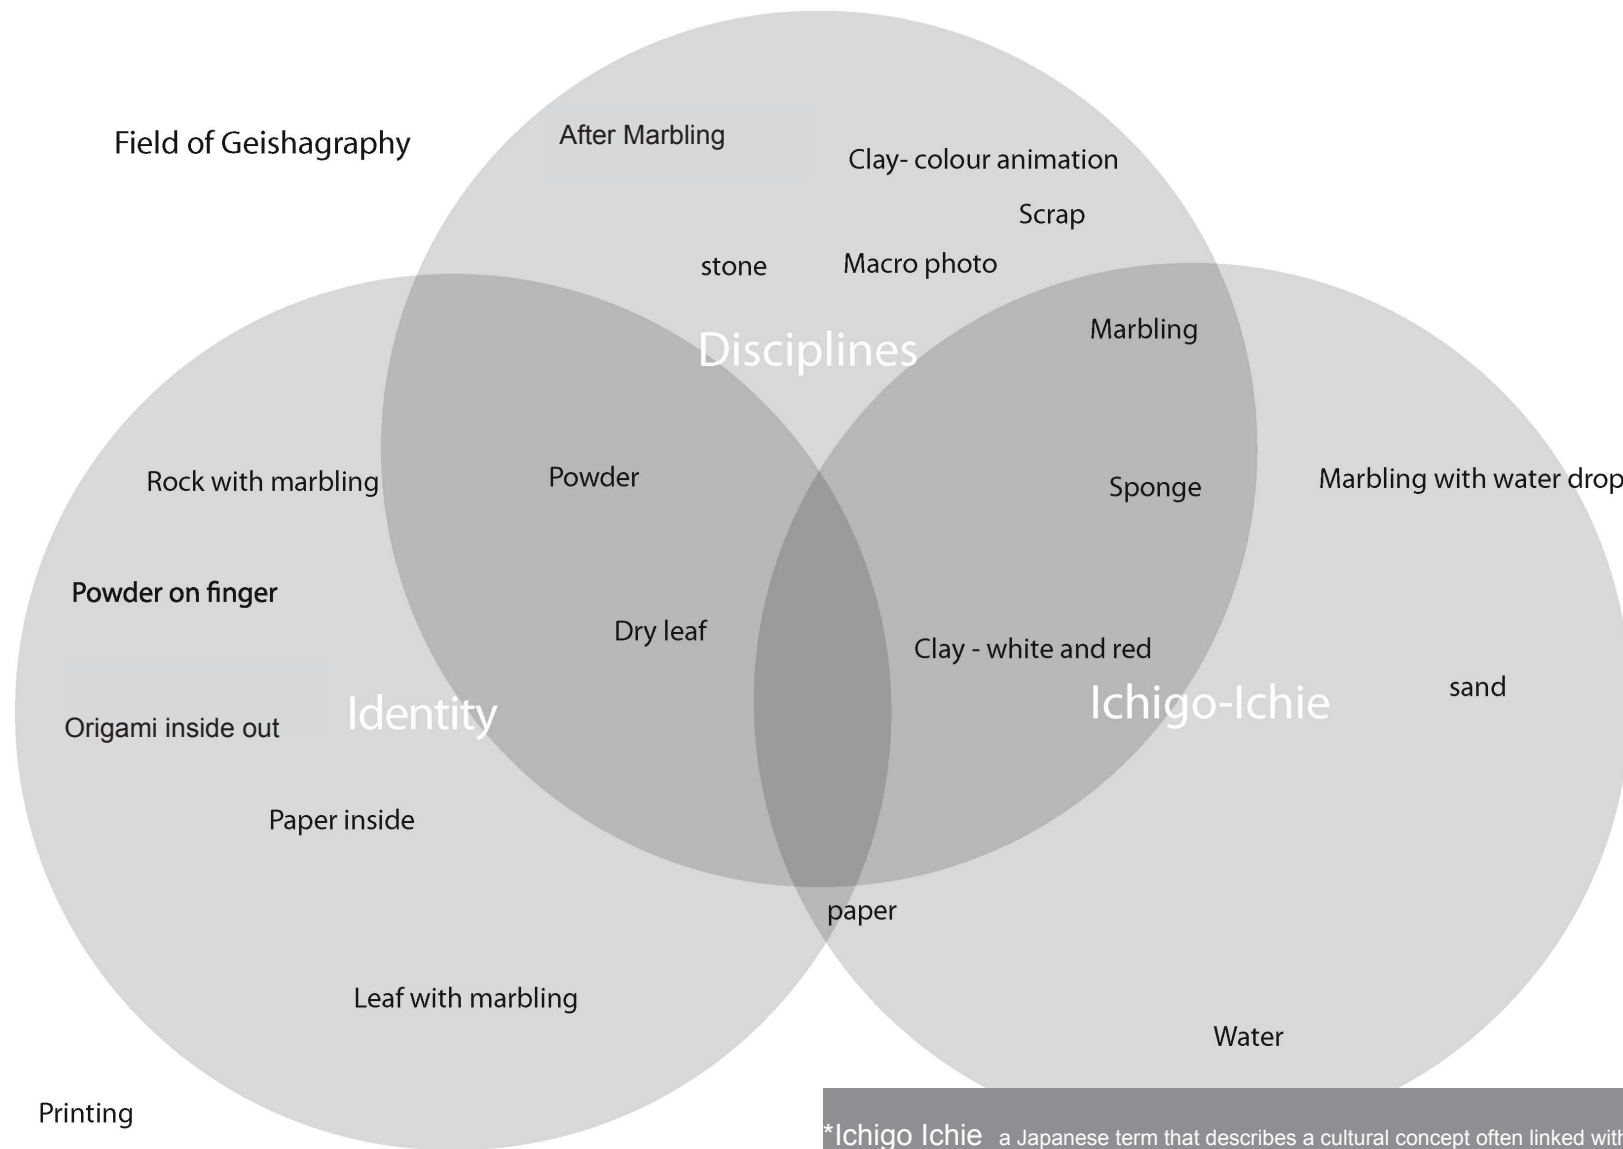 Field of Geishagraphy
After Marbling
Clay- colour animation
Scrap
stone
Macro photo
Disciplines
Marbling
Rock with marbling
Powder
Sponge
Marbling with water drop
Powder on finger
Dry leaf
Clay - white and red
sand
Origami inside out
Identity
Ichigo-Ichie
Paper inside
paper
Leaf with marbling
Water
Printing
*Ichigo Ichie a Japanese term that describes a cultural concept often linked with